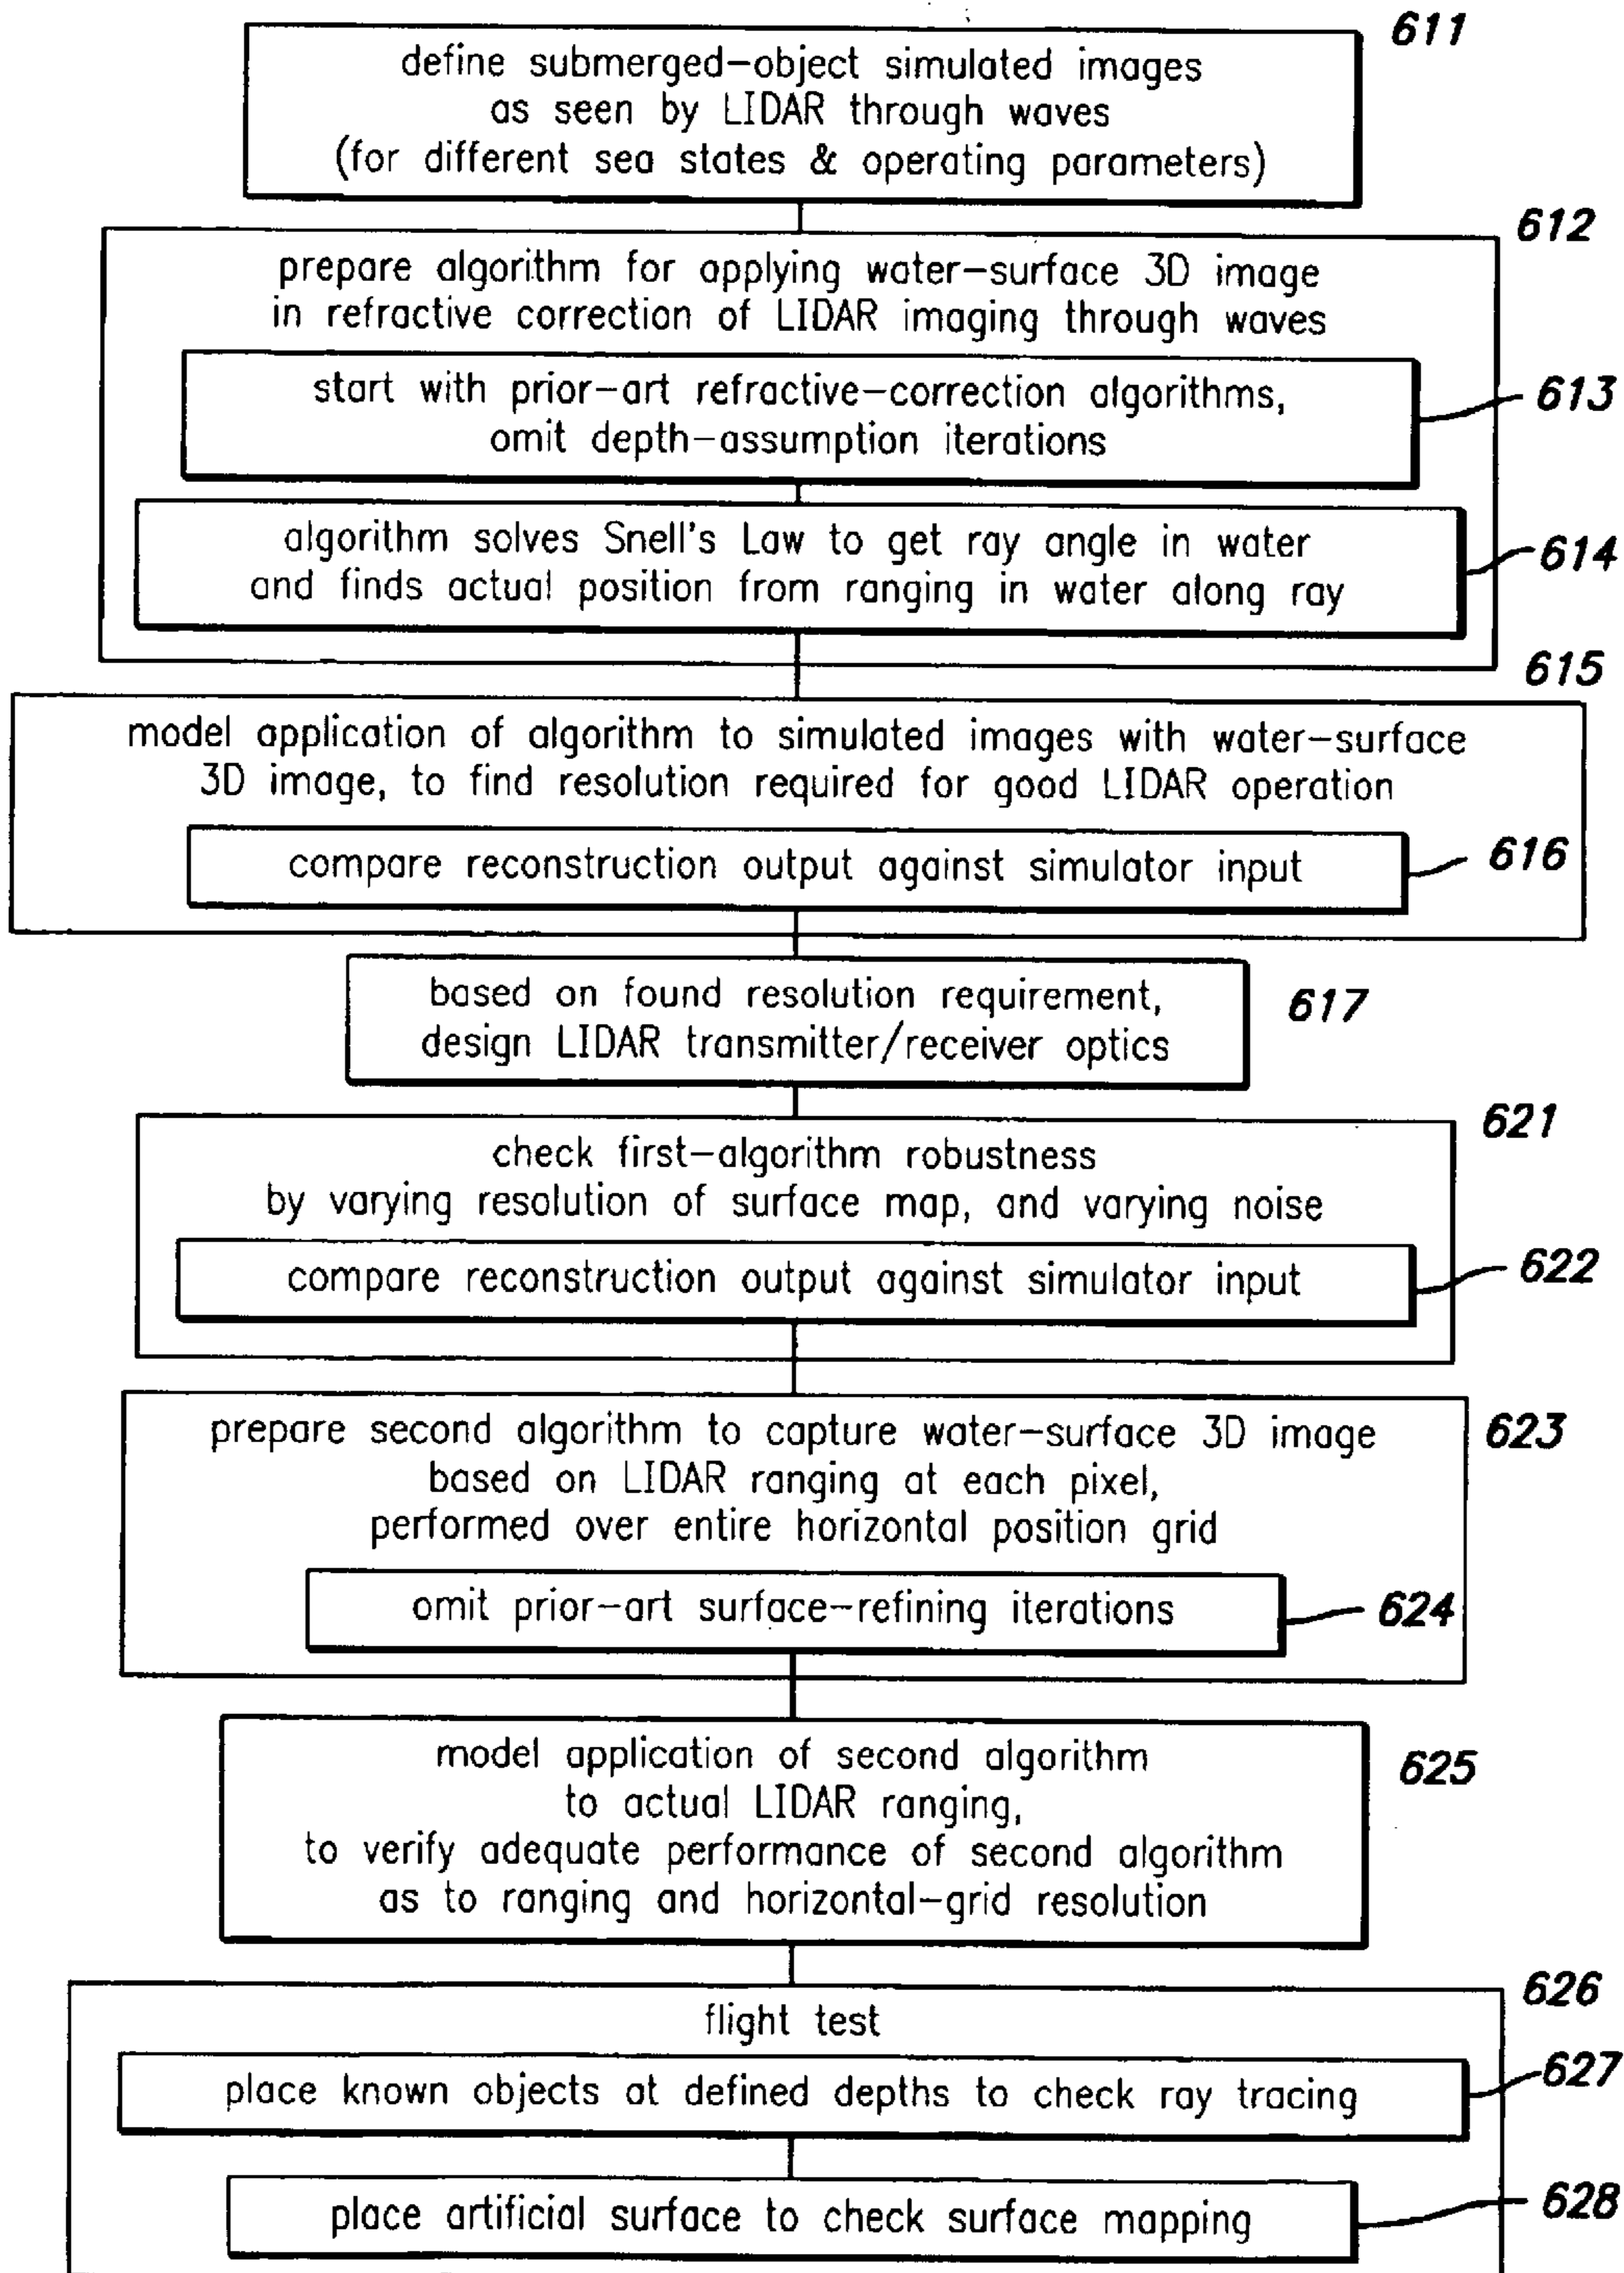 611
define submerged-object simulated images
as seen by LIDAR through waves
(for different sea states & operating parameters)
612
prepare algorithm for applying water-surface 3D image
in refractive correction of LIDAR imaging through waves
start with prior-art refractive-correction algorithms,
omit depth-assumption iterations
613
algorithm solves Snell's Law to get ray angle in water
and finds actual position from ranging in water along ray
614
615
model application of algorithm to simulated images with water-surface
3D image, to find resolution required for good LIDAR operation
compare reconstruction output against simulator input
616
based on found resolution requirement,
design LIDAR transmitter/receiver optics
617
621
check first-algorithm robustness
by varying resolution of surface map, and varying noise
compare reconstruction output against simulator input
622
prepare second algorithm to capture water-surface 3D image
based on LIDAR ranging at each pixel,
performed over entire horizontal position grid
623
omit prior-art surface-refining iterations
624
model application of second algorithm
to actual LIDAR ranging,
to verify adequate performance of second algorithm
as to ranging and horizontal-grid resolution
625
626
flight test
place known objects at defined depths to check ray tracing
627
place artificial surface to check surface mapping
628